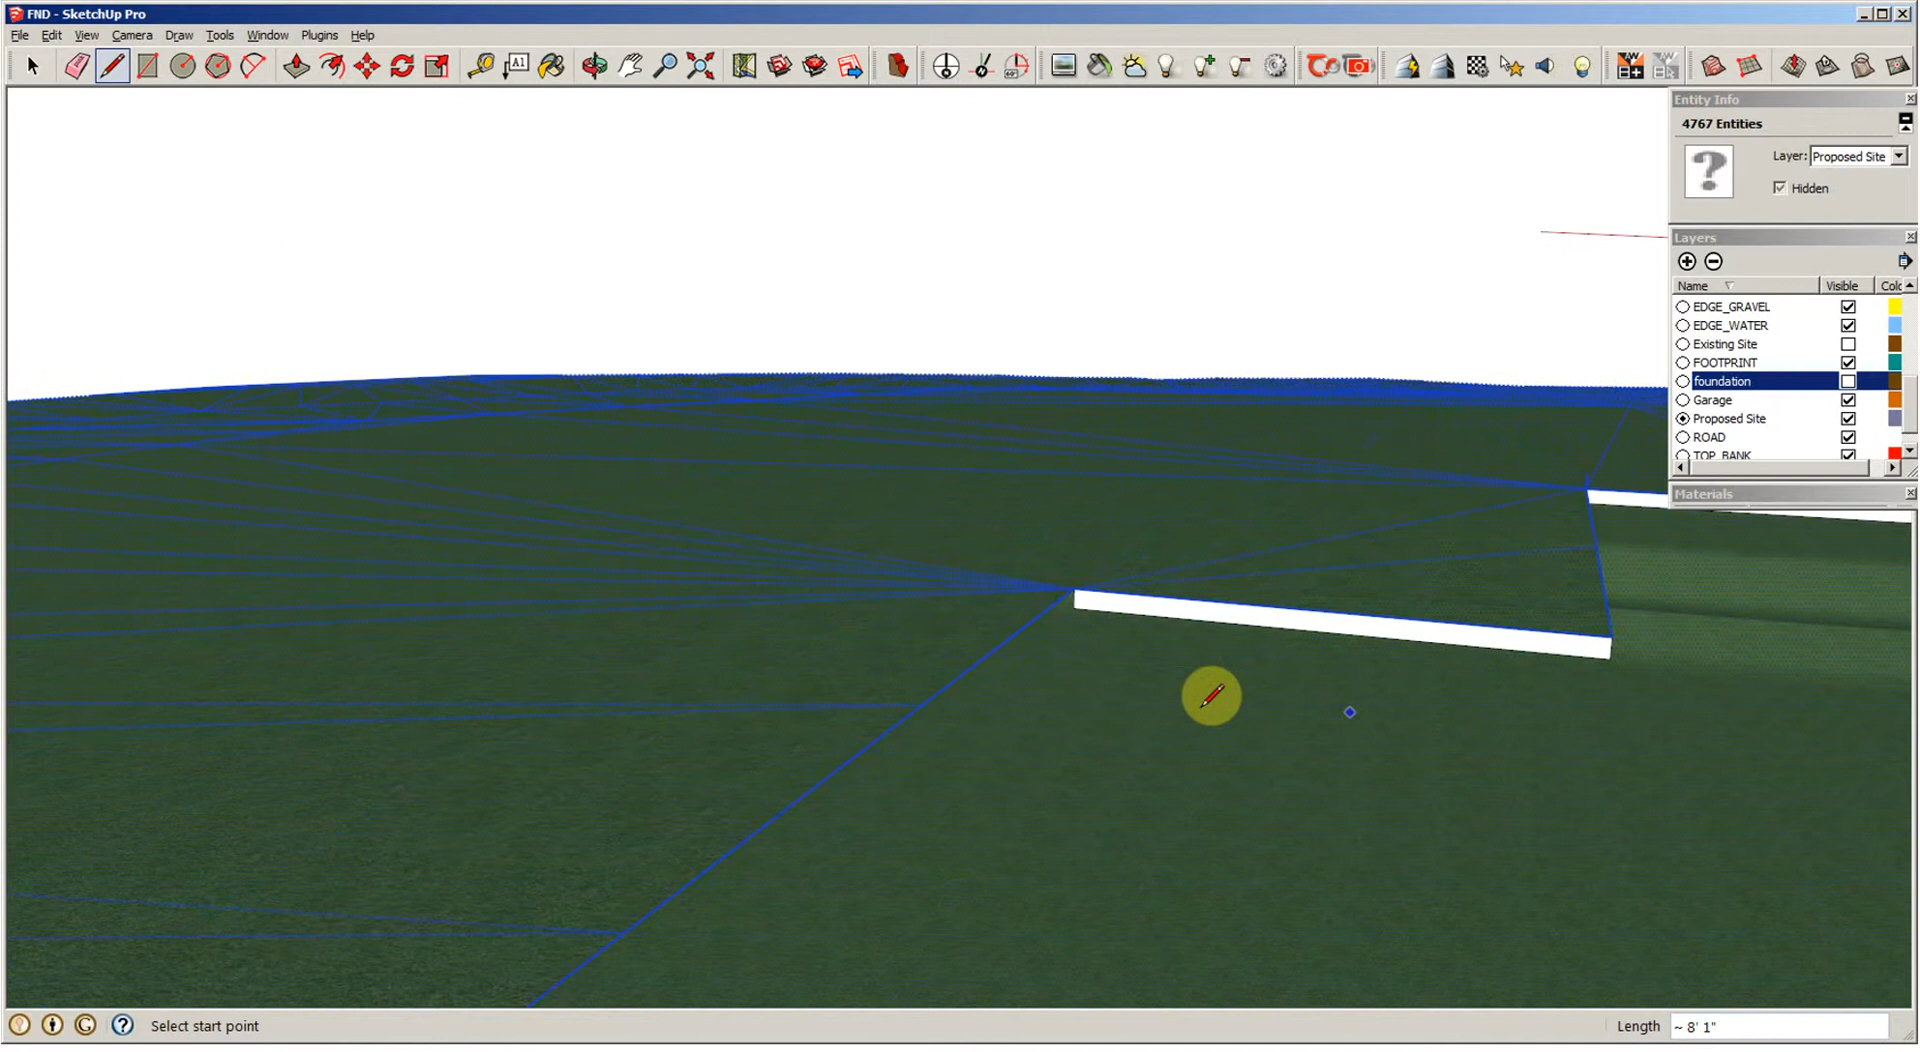 FND - SketchUp Pro
File Edit View Camera Draw Tools Window Plugins Help
A1
Entity Info
4767 Entities
Layer: Proposed Site
?
Hidden
Layers
Name Visible Colo
EDGE_GRAVEL
EDGE_WATER
Existing Site
FOOTPRINT
foundation
Garage
Proposed Site
ROAD
TOP_BANK
Materials
? Select start point
Length ~ 8' 1"